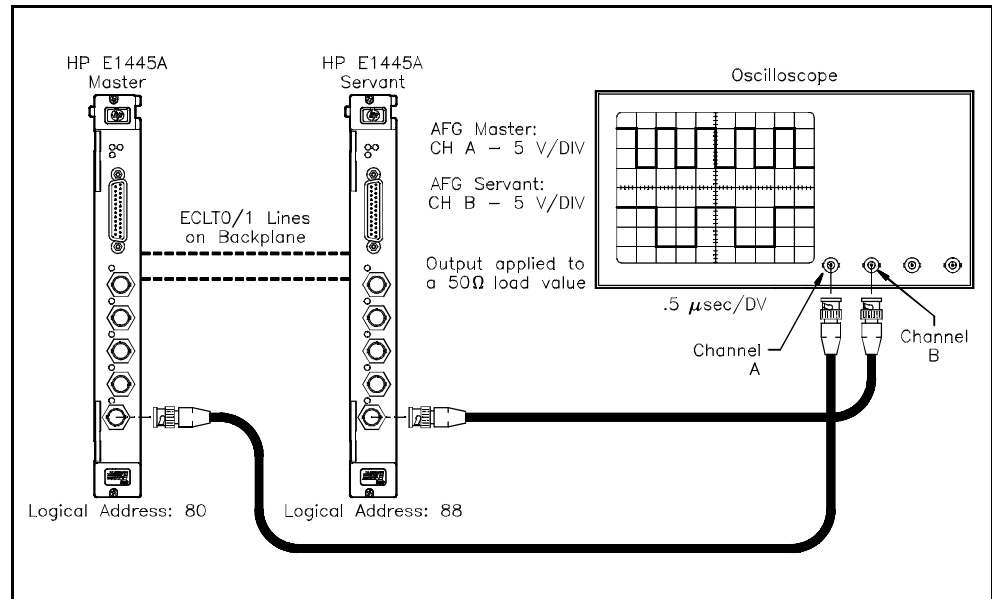 HP E1445A
Master
HP E1445A
Servant
Oscilloscope
AFG Master:
CH A – 5 V/DIV
AFG Servant:
CH B – 5 V/DIV
ECLT0/1 Lines
on Backplane
Output applied to
a 50Ω load value
.5 µsec/DV
Channel
A
Channel
B
Logical Address: 80
Logical Address: 88